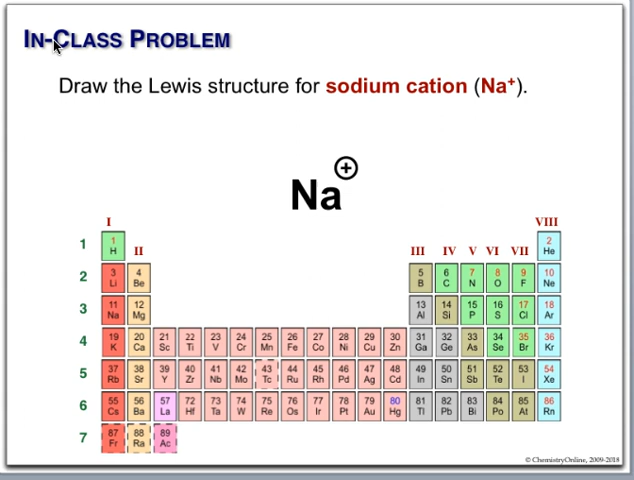 IN-CLASS PROBLEM
Draw the Lewis structure for sodium cation (Na⁺).
Na⊕
I VIII
1 1 H 2 He
II III IV V VI VII
2 3 Li 4 Be 5 B 6 C 7 N 8 O 9 F 10 Ne
3 11 Na 12 Mg 13 Al 14 Si 15 P 16 S 17 Cl 18 Ar
4 19 K 20 Ca 21 Sc 22 Ti 23 V 24 Cr 25 Mn 26 Fe 27 Co 28 Ni 29 Cu 30 Zn 31 Ga 32 Ge 33 As 34 Se 35 Br 36 Kr
5 37 Rb 38 Sr 39 Y 40 Zr 41 Nb 42 Mo 43 Tc 44 Ru 45 Rh 46 Pd 47 Ag 48 Cd 49 In 50 Sn 51 Sb 52 Te 53 I 54 Xe
6 55 Cs 56 Ba 57 La 72 Hf 73 Ta 74 W 75 Re 76 Os 77 Ir 78 Pt 79 Au 80 Hg 81 Tl 82 Pb 83 Bi 84 Po 85 At 86 Rn
7 87 Fr 88 Ra 89 Ac
© ChemistryOnline, 2009-2018